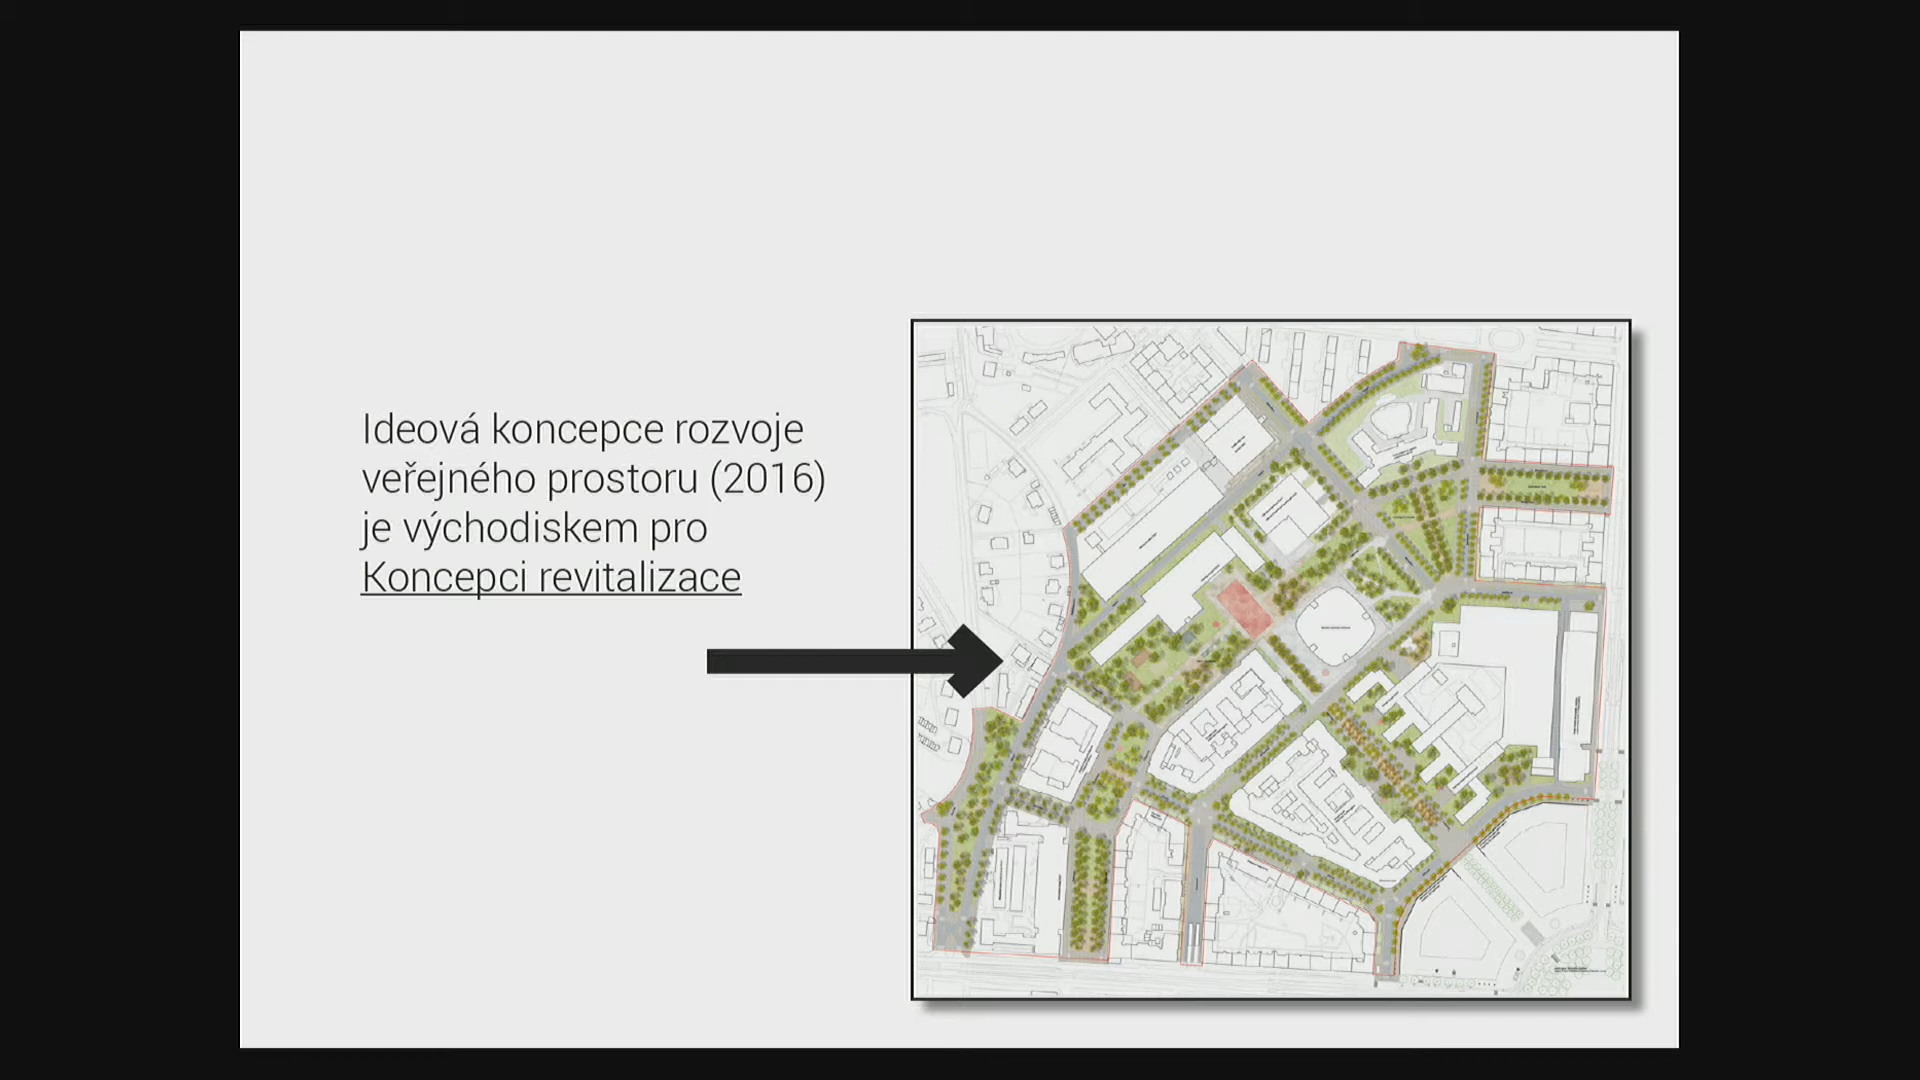 Ideová koncepce rozvoje
veřejného prostoru (2016)
je východiskem pro
Koncepci revitalizace